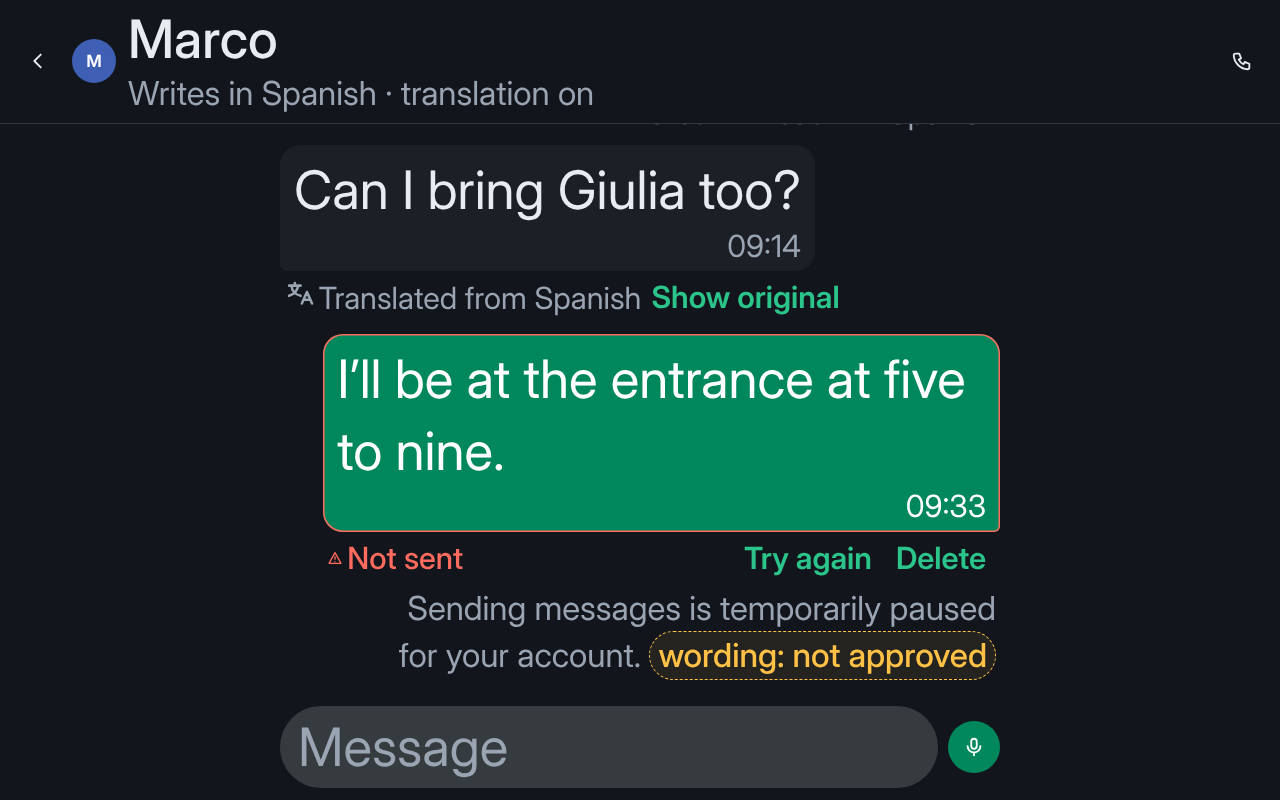 Marco
M
Writes in Spanish · translation on
Can I bring Giulia too?
09:14
Translated from Spanish Show original
I’ll be at the entrance at five
to nine.
09:33
Not sent Try again Delete
Sending messages is temporarily paused
for your account. wording: not approved
Message